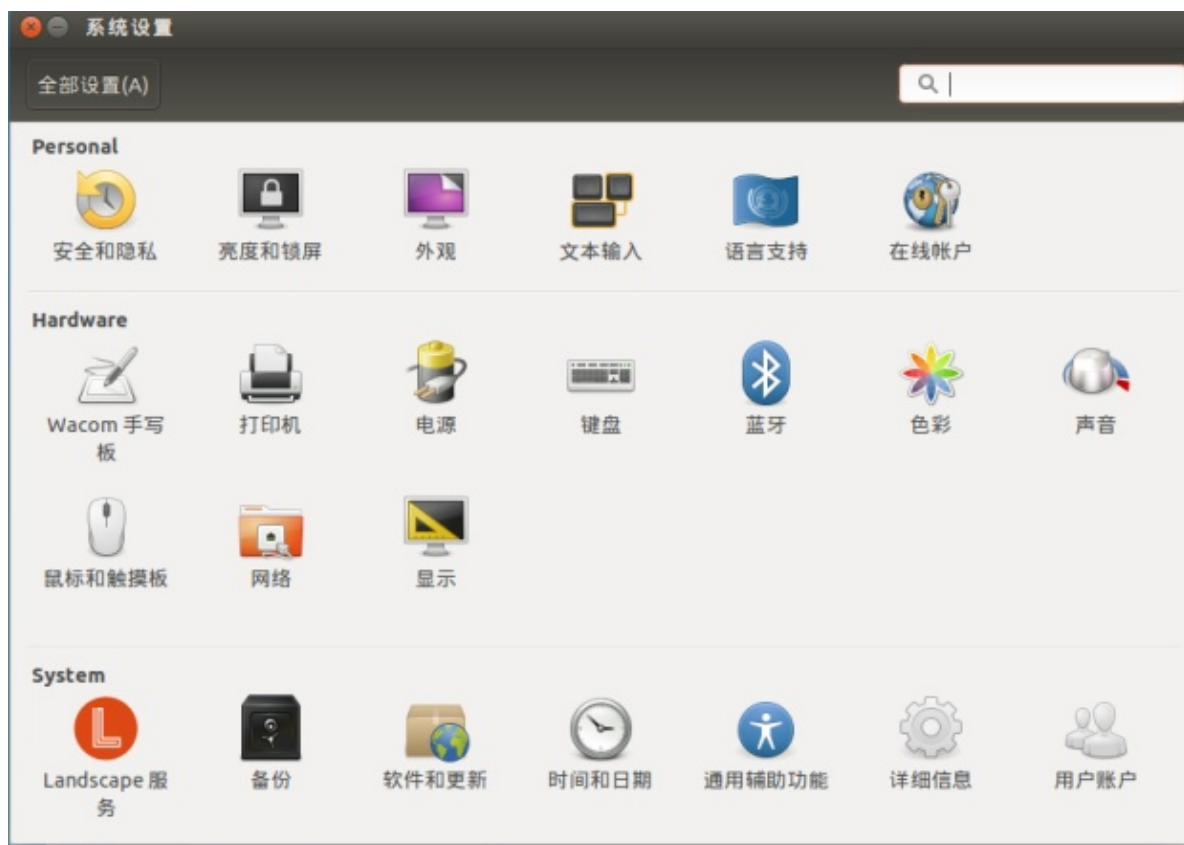 系统设置
全部设置(A)
Personal
安全和隐私 亮度和锁屏 外观 文本输入 语言支持 在线帐户
Hardware
Wacom 手写 打印机 电源 键盘 蓝牙 色彩 声音
板
鼠标和触摸板 网络 显示
System
Landscape 服 备份 软件和更新 时间和日期 通用辅助功能 详细信息 用户账户
务